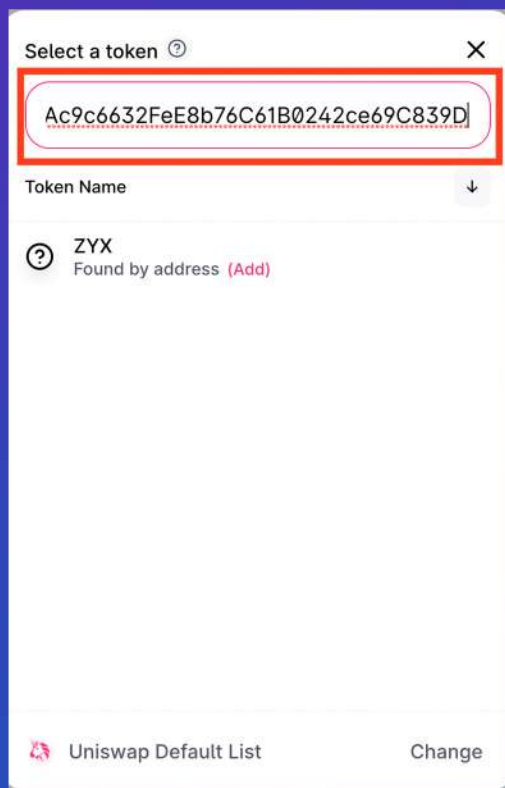 Select a token ?
Ac9c6632FeE8b76C61B0242ce69C839D
Token Name
ZYX
Found by address (Add)
Uniswap Default List Change